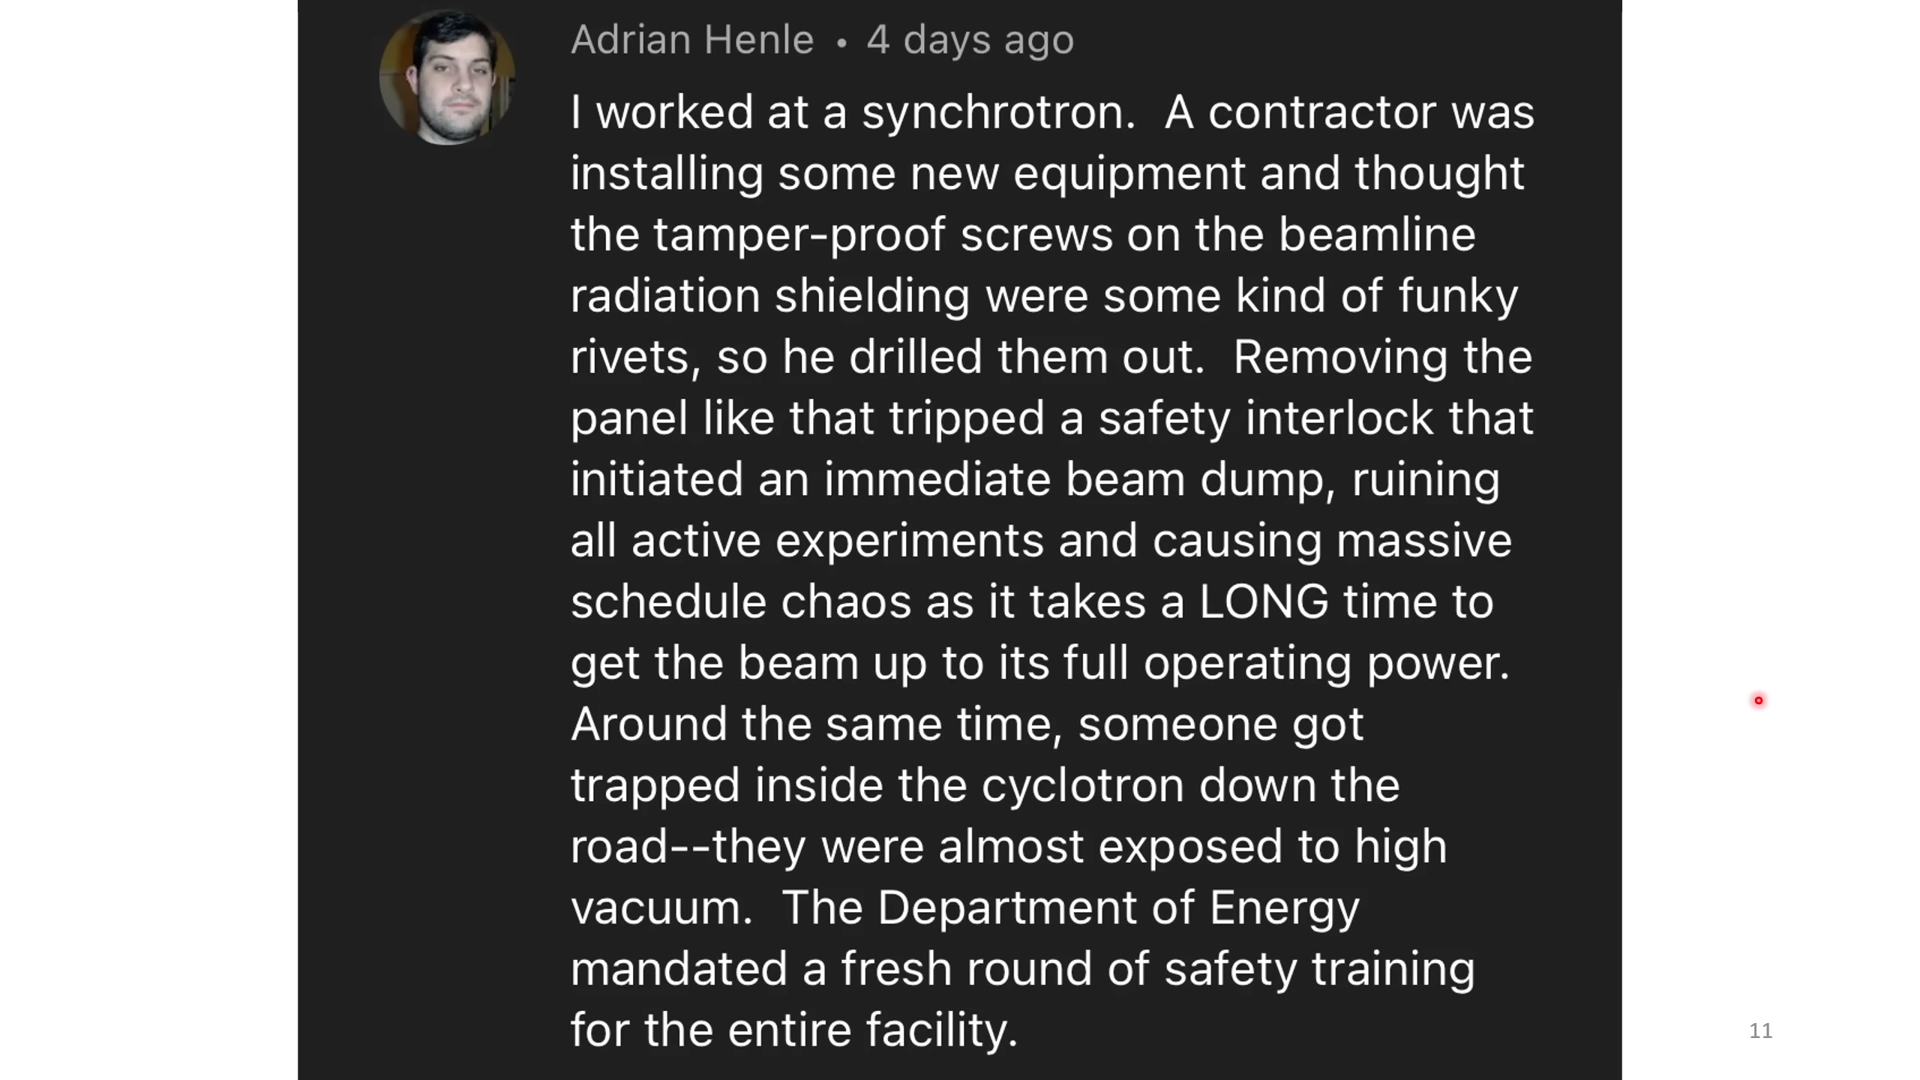 Adrian Henle • 4 days ago
I worked at a synchrotron.  A contractor was
installing some new equipment and thought
the tamper-proof screws on the beamline
radiation shielding were some kind of funky
rivets, so he drilled them out.  Removing the
panel like that tripped a safety interlock that
initiated an immediate beam dump, ruining
all active experiments and causing massive
schedule chaos as it takes a LONG time to
get the beam up to its full operating power.
Around the same time, someone got
trapped inside the cyclotron down the
road--they were almost exposed to high
vacuum.  The Department of Energy
mandated a fresh round of safety training
for the entire facility.
11